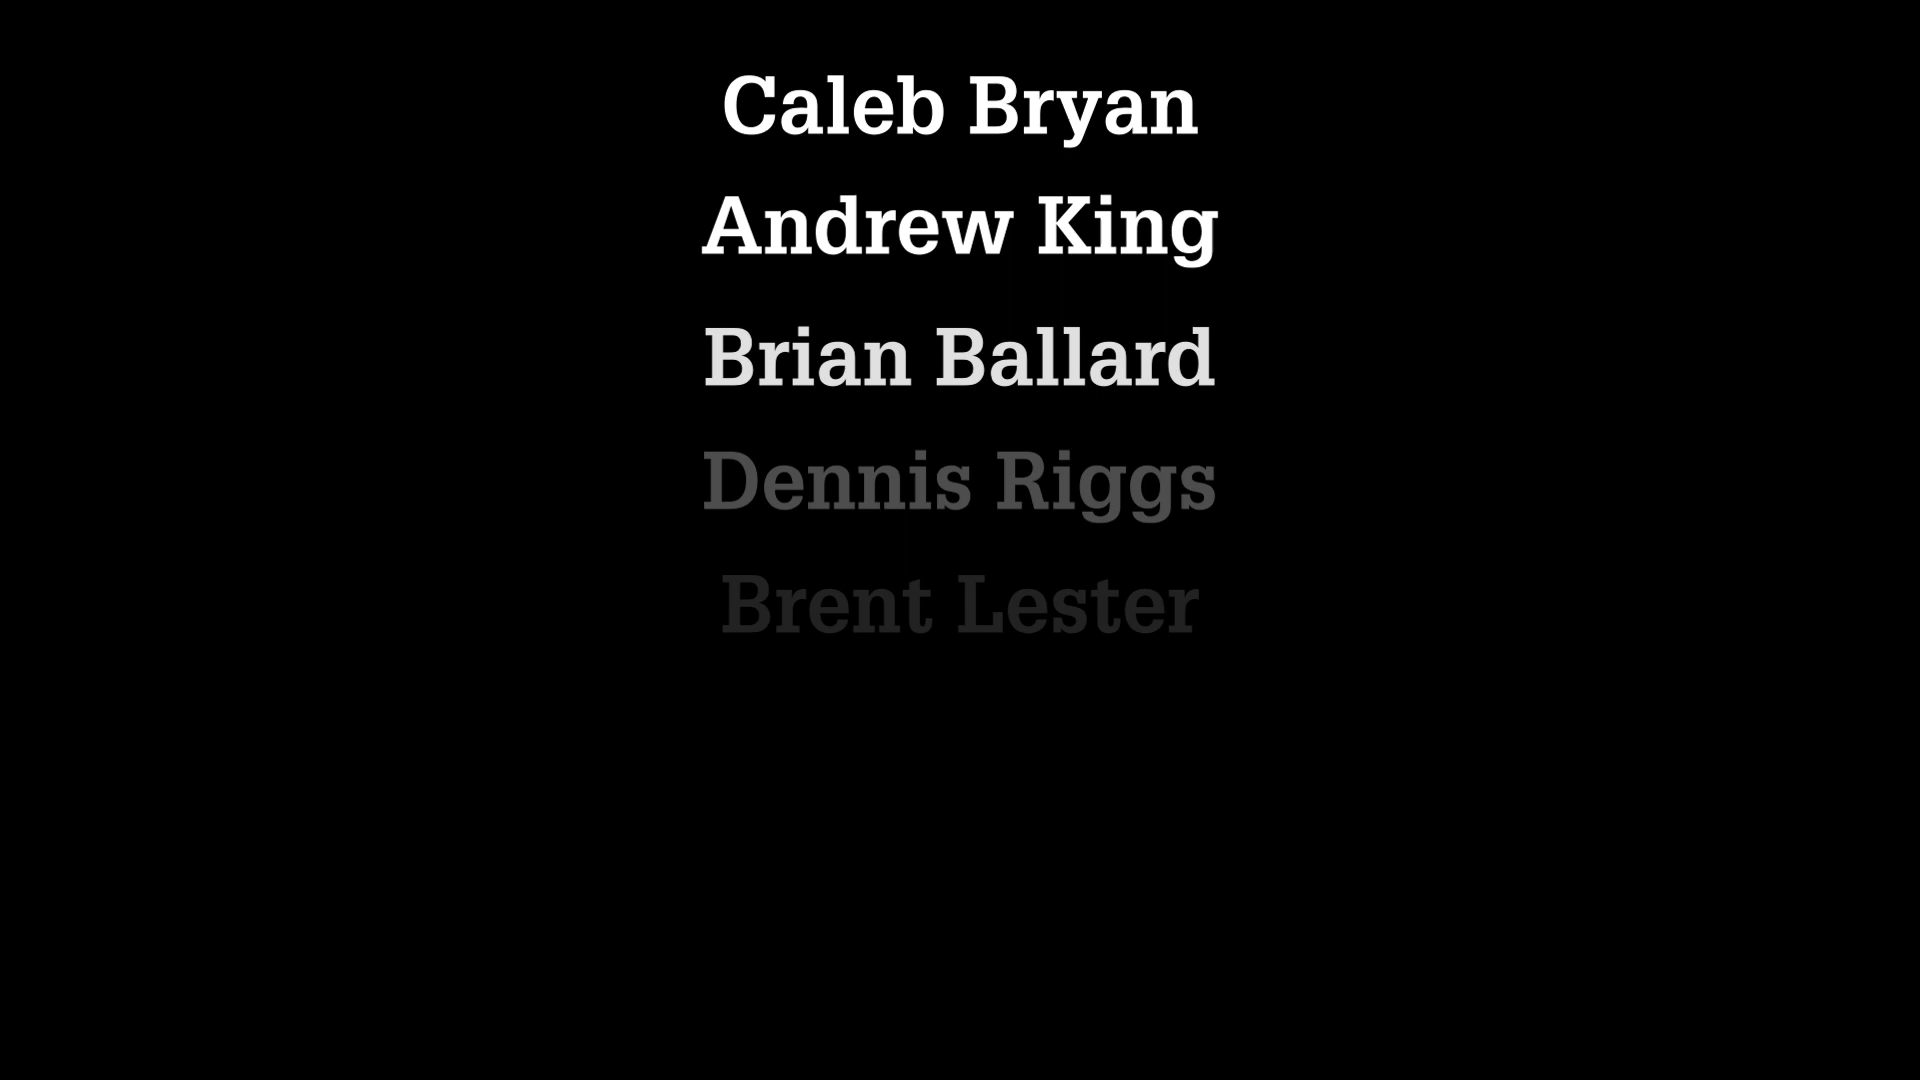 Caleb Bryan
Andrew King
Brian Ballard
Dennis Riggs
Brent Lester